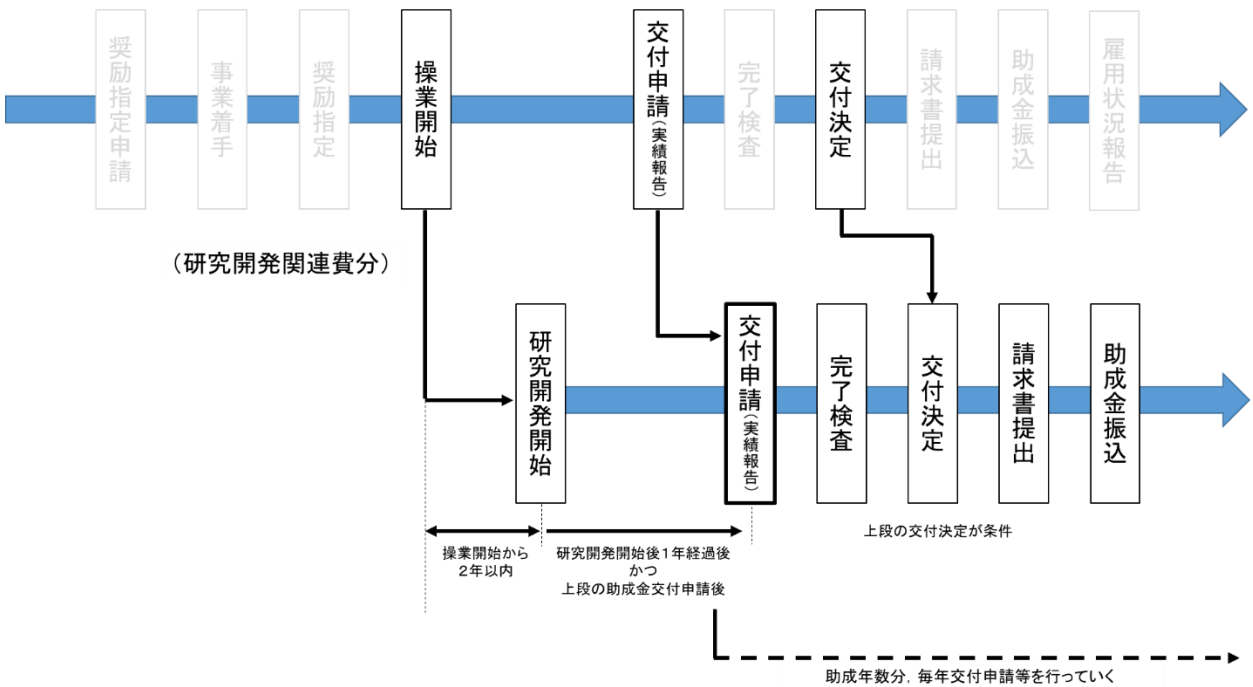 奨励指定申請
事業着手
奨励指定
操業開始
交付申請(実績報告)
完了検査
交付決定
請求書提出
助成金振込
雇用状況報告
(研究開発関連費分)
研究開発開始
交付申請(実績報告)
完了検査
交付決定
請求書提出
助成金振込
操業開始から
2年以内
研究開発開始後1年経過後
かつ
上段の助成金交付申請後
上段の交付決定が条件
助成年数分,毎年交付申請等を行っていく